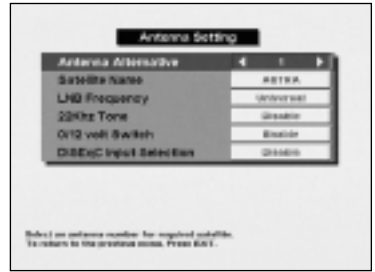 Antenna Setting
Antenna Alternative 1
Satellite Name ASTRA
LNB Frequency Universal
22Khz Tone Disable
0/12 volt Switch Disable
DiSEqC Input Selection Disable
Select an antenna number for required satellite.
To return to the previous menu, Press EXIT.